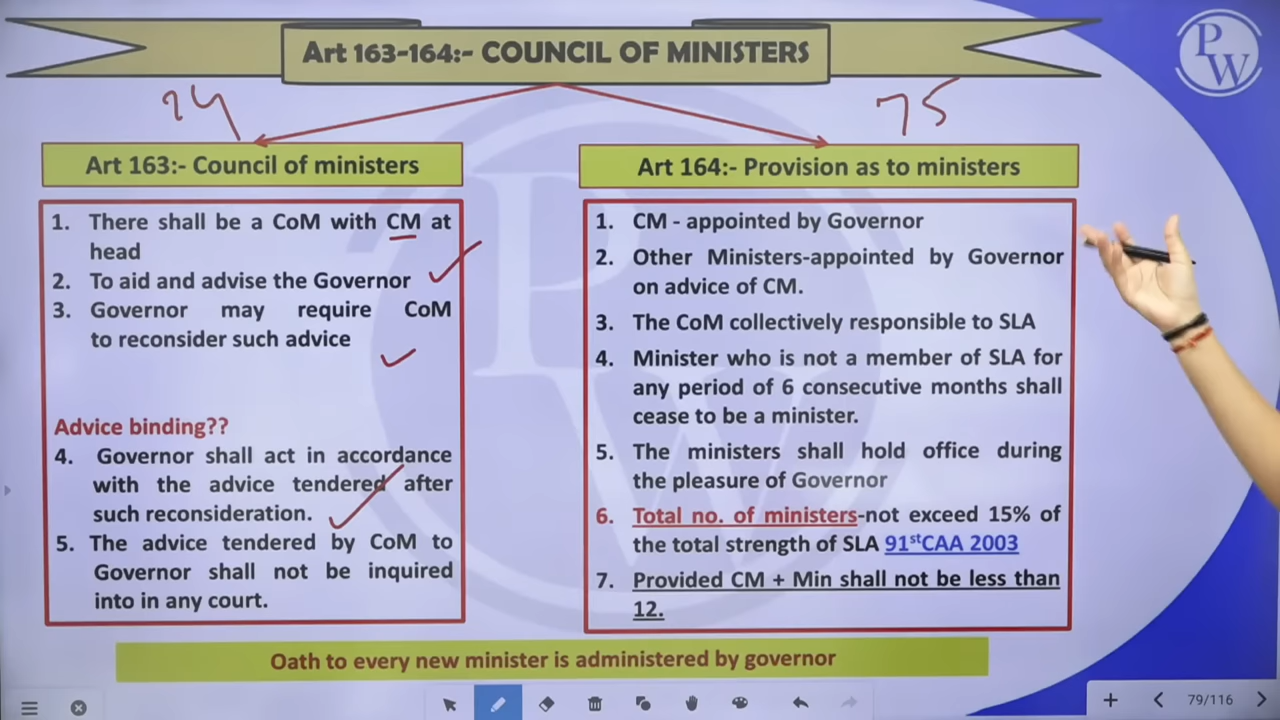 Art 163-164:- COUNCIL OF MINISTERS
PW
74
75
Art 163:- Council of ministers
1. There shall be a CoM with CM at
head
2. To aid and advise the Governor
3. Governor may require CoM
to reconsider such advice
Advice binding??
4. Governor shall act in accordance
with the advice tendered after
such reconsideration.
5. The advice tendered by CoM to
Governor shall not be inquired
into in any court.
Art 164:- Provision as to ministers
1. CM - appointed by Governor
2. Other Ministers-appointed by Governor
on advice of CM.
3. The CoM collectively responsible to SLA
4. Minister who is not a member of SLA for
any period of 6 consecutive months shall
cease to be a minister.
5. The ministers shall hold office during
the pleasure of Governor
6. Total no. of ministers-not exceed 15% of
the total strength of SLA 91stCAA 2003
7. Provided CM + Min shall not be less than
12.
Oath to every new minister is administered by governor
79/116